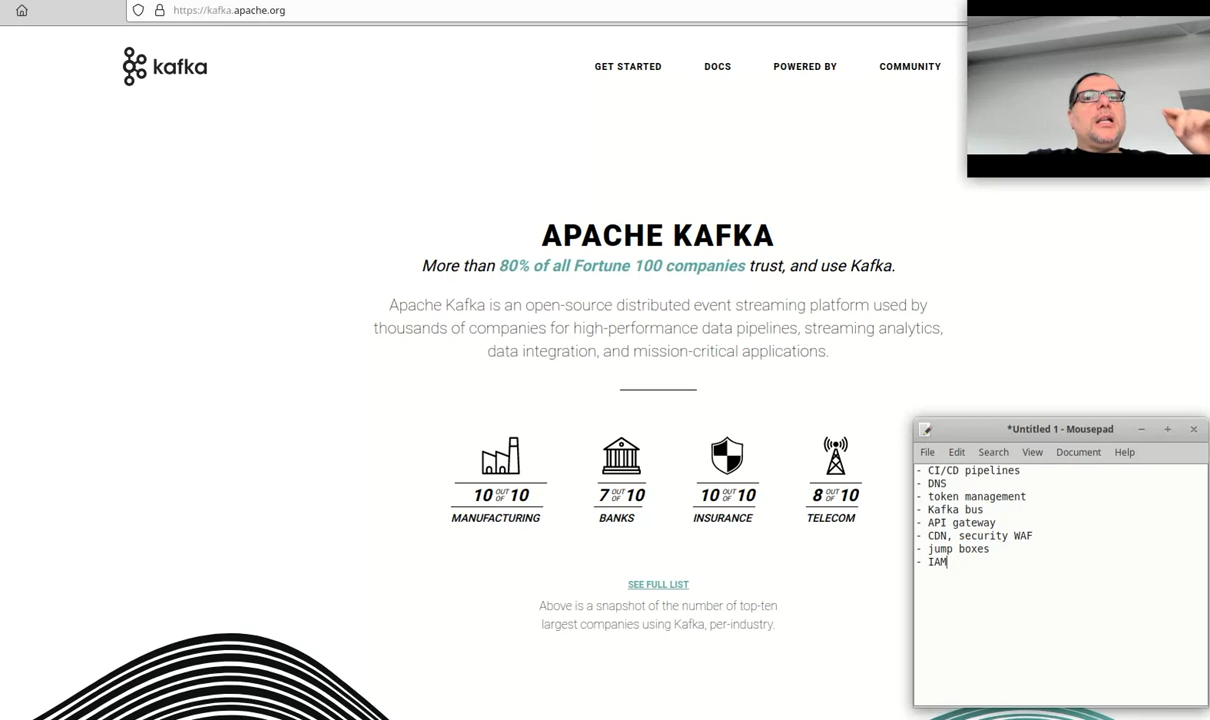 https://kafka.apache.org
kafka
GET STARTED
DOCS
POWERED BY
COMMUNITY
APACHE KAFKA
More than 80% of all Fortune 100 companies trust, and use Kafka.
Apache Kafka is an open-source distributed event streaming platform used by
thousands of companies for high-performance data pipelines, streaming analytics,
data integration, and mission-critical applications.
10 OUT OF 10
MANUFACTURING
7 OUT OF 10
BANKS
10 OUT OF 10
INSURANCE
8 OUT OF 10
TELECOM
SEE FULL LIST
Above is a snapshot of the number of top-ten
largest companies using Kafka, per-industry.
*Untitled 1 - Mousepad
File Edit Search View Document Help
- CI/CD pipelines
- DNS
- token management
- Kafka bus
- API gateway
- CDN, security WAF
- jump boxes
- IAM